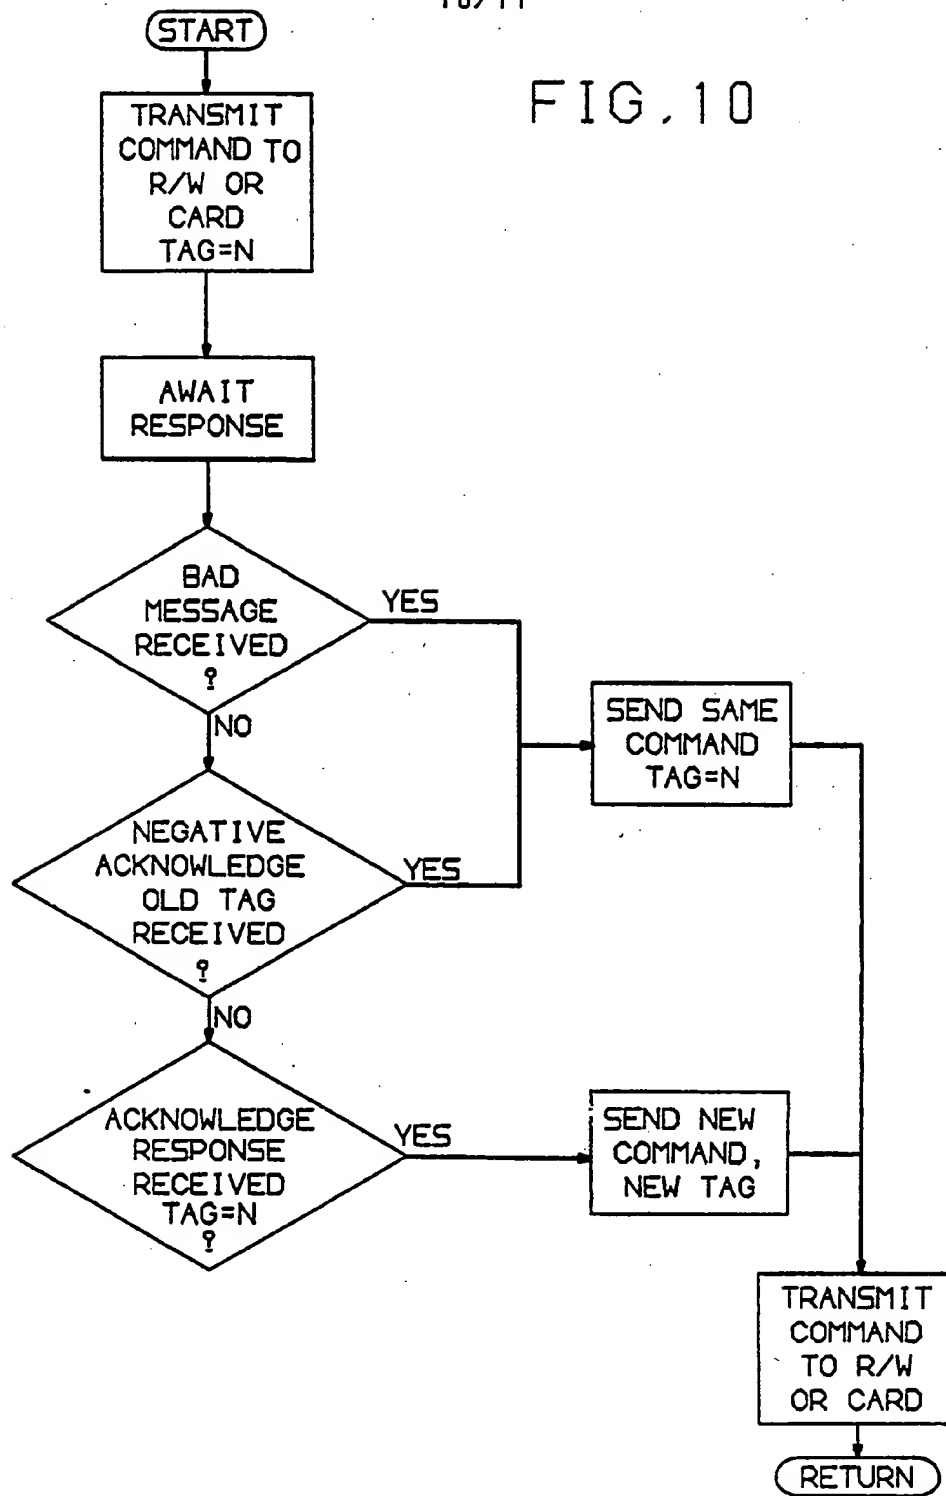 START
FIG. 10
TRANSMIT
COMMAND TO
R/W OR
CARD
TAG=N
AWAIT
RESPONSE
BAD
MESSAGE
RECEIVED
?
YES
NO
SEND SAME
COMMAND
TAG=N
NEGATIVE
ACKNOWLEDGE
OLD TAG
RECEIVED
?
YES
NO
ACKNOWLEDGE
RESPONSE
RECEIVED
TAG=N
?
YES
SEND NEW
COMMAND,
NEW TAG
TRANSMIT
COMMAND
TO R/W
OR CARD
RETURN